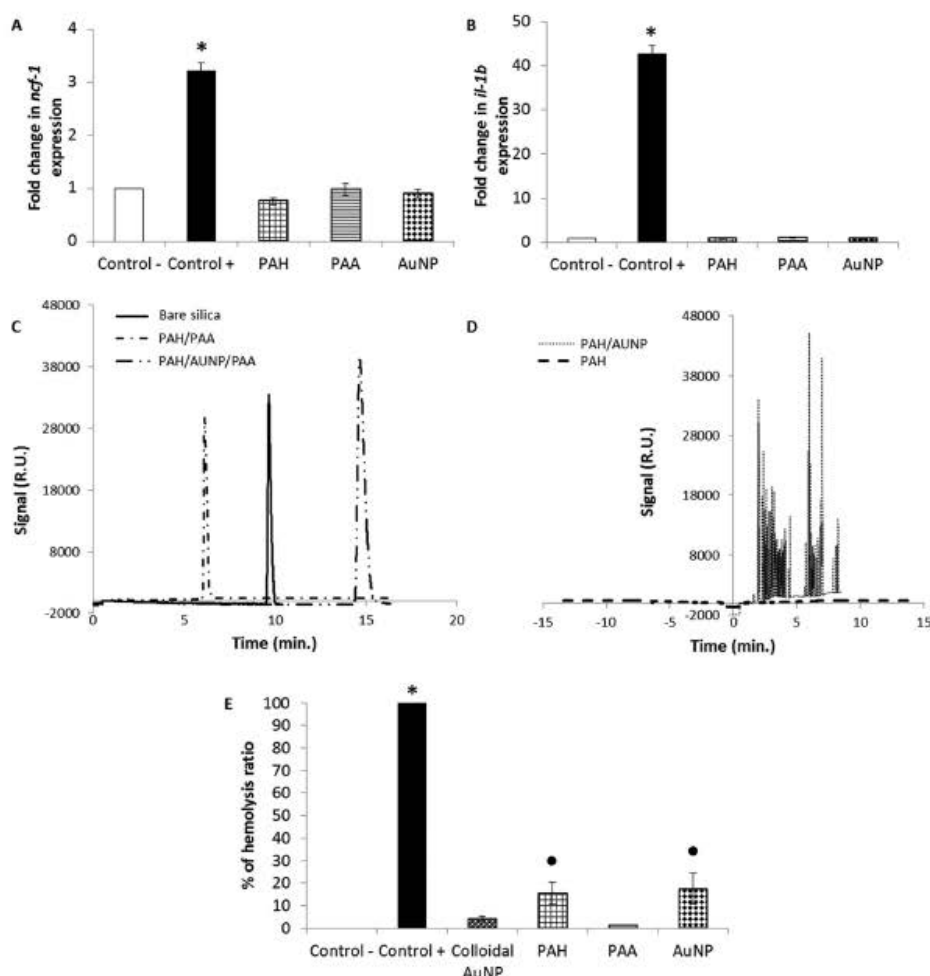 A
Fold change in ncf-1
expression
4
3
2
1
0
*
Control - Control + PAH PAA AuNP
B
Fold change in il-1b
expression
50
40
30
20
10
0
*
Control - Control + PAH PAA AuNP
C
Signal (R.U.)
48000
38000
28000
18000
8000
-2000
Bare silica
PAH/PAA
PAH/AUNP/PAA
0 5 10 15 20
Time (min.)
D
PAH/AUNP
PAH
Signal (R.U.)
48000
38000
28000
18000
8000
-2000
-15 -10 -5 0 5 10 15
Time (min.)
E
% of hemolysis ratio
100
90
80
70
60
50
40
30
20
10
0
*
Control - Control + Colloidal PAH PAA AuNP
AuNP